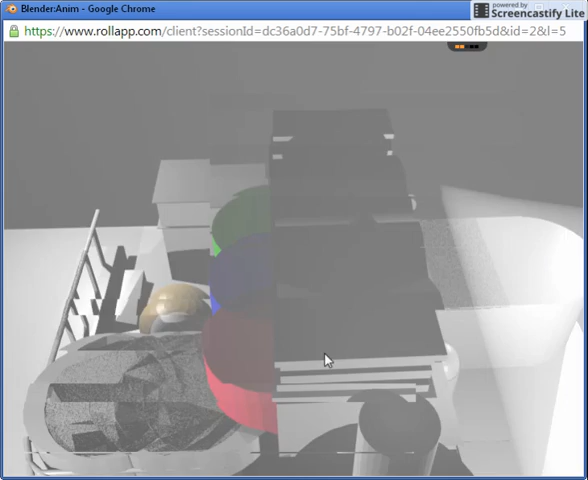 Blender:Anim - Google Chrome
powered by
Screencastify Lite
https://www.rollapp.com/client?sessionId=dc36a0d7-75bf-4797-b02f-04ee2550fb5d&id=2&l=5